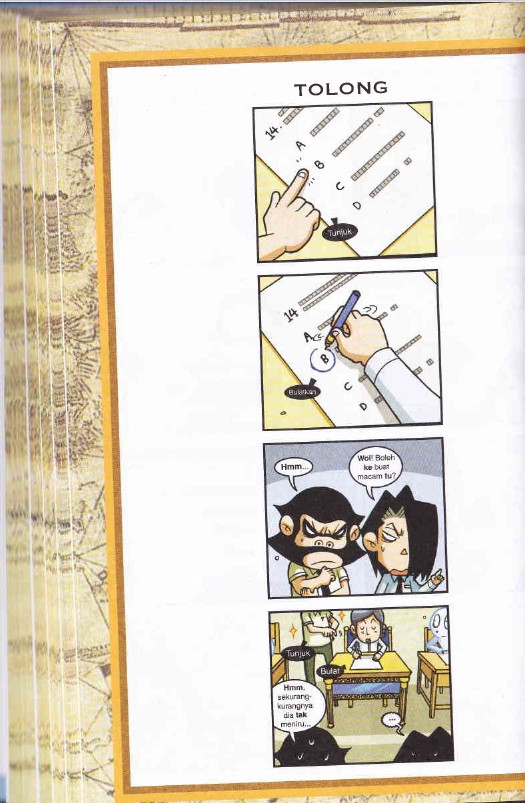 TOLONG
14.
A
B
C
D
Tunjuk
14
A
B
C
D
Bulatkan
Hmm...
Woi! Boleh
ke buat
macam tu?
Tunjuk
Bulat
Hmm,
sekurang-
kurangnya
dia tak
meniru...
...